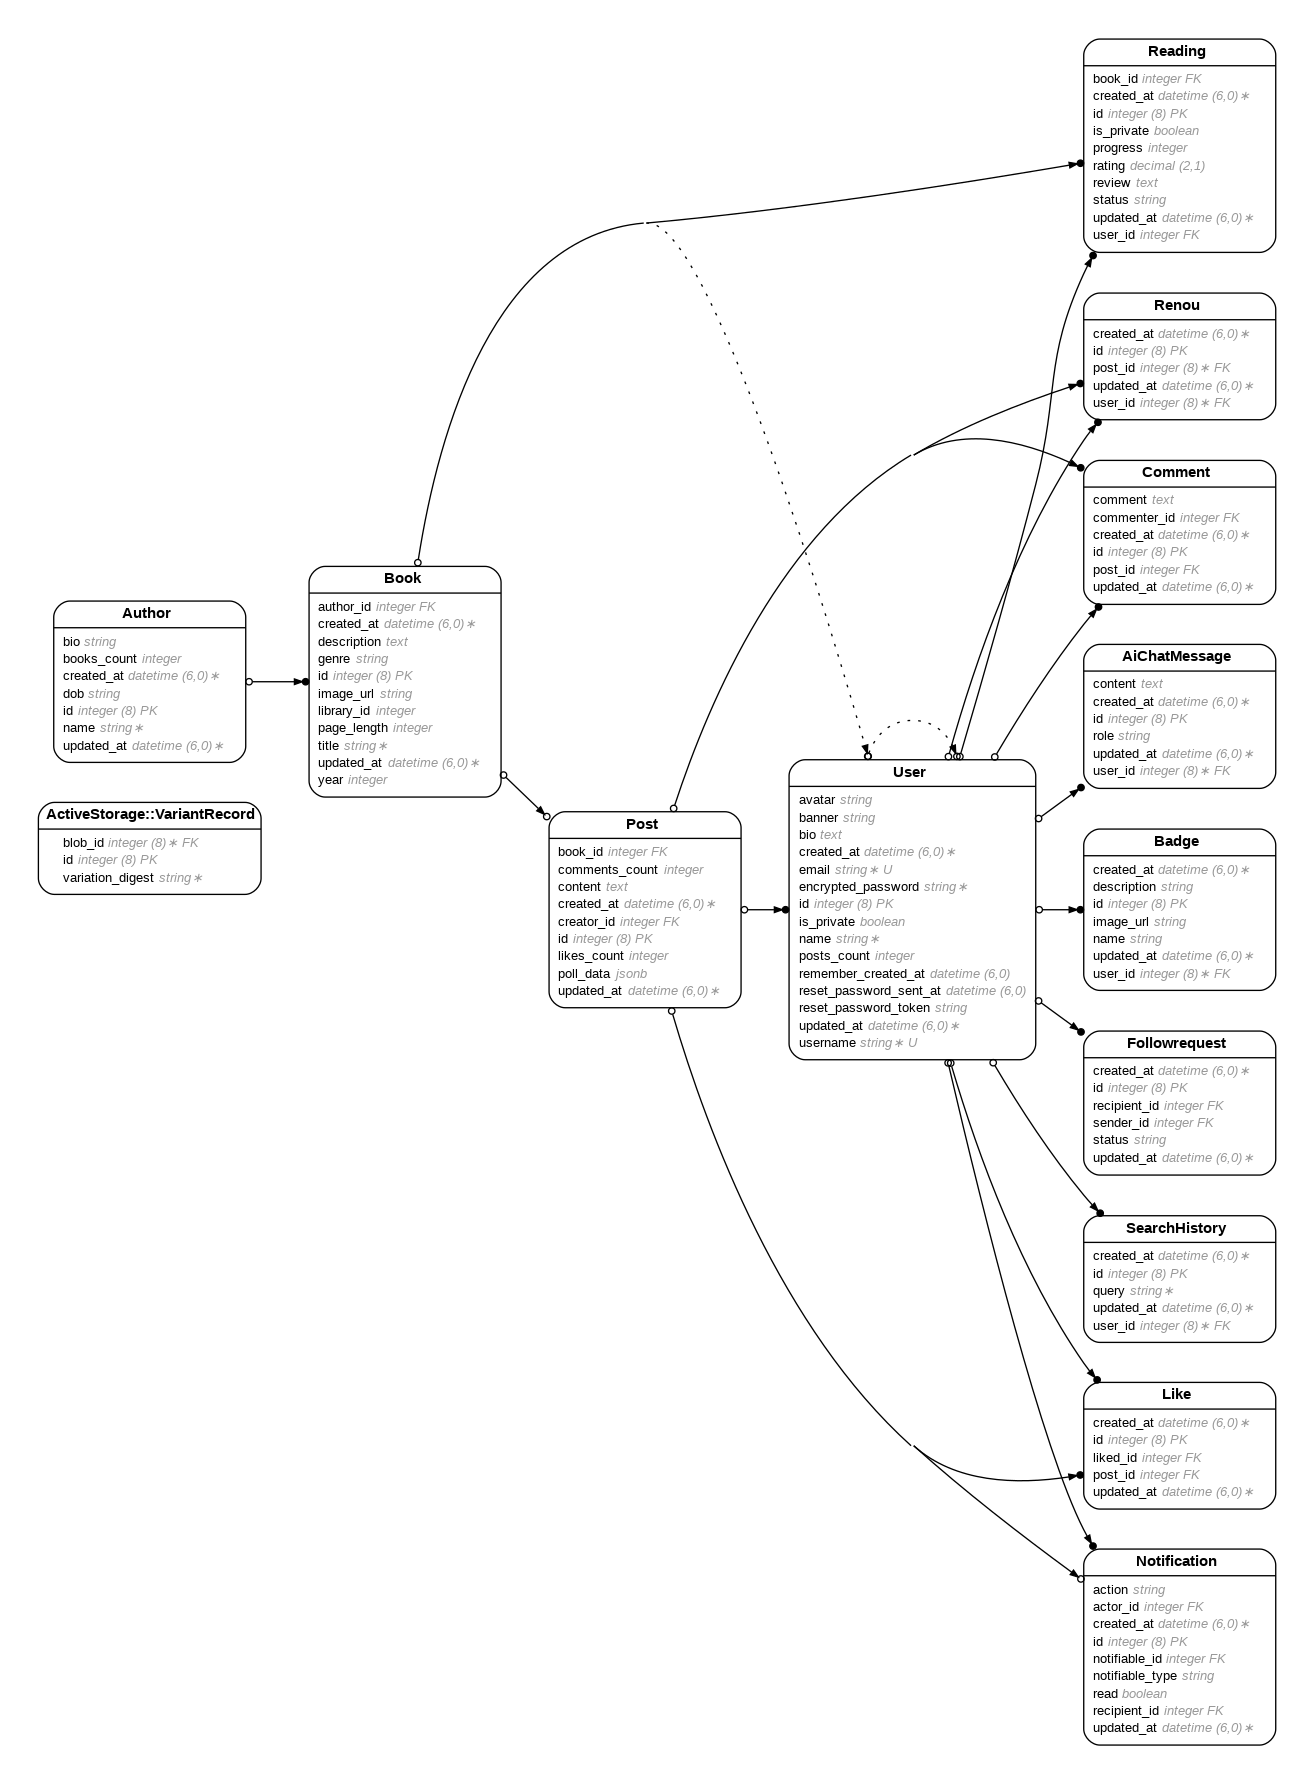 Author
bio string
books_count integer
created_at datetime (6,0)∗
dob string
id integer (8) PK
name string∗
updated_at datetime (6,0)∗
ActiveStorage::VariantRecord
blob_id integer (8)∗ FK
id integer (8) PK
variation_digest string∗
Book
author_id integer FK
created_at datetime (6,0)∗
description text
genre string
id integer (8) PK
image_url string
library_id integer
page_length integer
title string∗
updated_at datetime (6,0)∗
year integer
Post
book_id integer FK
comments_count integer
content text
created_at datetime (6,0)∗
creator_id integer FK
id integer (8) PK
likes_count integer
poll_data jsonb
updated_at datetime (6,0)∗
User
avatar string
banner string
bio text
created_at datetime (6,0)∗
email string∗ U
encrypted_password string∗
id integer (8) PK
is_private boolean
name string∗
posts_count integer
remember_created_at datetime (6,0)
reset_password_sent_at datetime (6,0)
reset_password_token string
updated_at datetime (6,0)∗
username string∗ U
Reading
book_id integer FK
created_at datetime (6,0)∗
id integer (8) PK
is_private boolean
progress integer
rating decimal (2,1)
review text
status string
updated_at datetime (6,0)∗
user_id integer FK
Renou
created_at datetime (6,0)∗
id integer (8) PK
post_id integer (8)∗ FK
updated_at datetime (6,0)∗
user_id integer (8)∗ FK
Comment
comment text
commenter_id integer FK
created_at datetime (6,0)∗
id integer (8) PK
post_id integer FK
updated_at datetime (6,0)∗
AiChatMessage
content text
created_at datetime (6,0)∗
id integer (8) PK
role string
updated_at datetime (6,0)∗
user_id integer (8)∗ FK
Badge
created_at datetime (6,0)∗
description string
id integer (8) PK
image_url string
name string
updated_at datetime (6,0)∗
user_id integer (8)∗ FK
Followrequest
created_at datetime (6,0)∗
id integer (8) PK
recipient_id integer FK
sender_id integer FK
status string
updated_at datetime (6,0)∗
SearchHistory
created_at datetime (6,0)∗
id integer (8) PK
query string∗
updated_at datetime (6,0)∗
user_id integer (8)∗ FK
Like
created_at datetime (6,0)∗
id integer (8) PK
liked_id integer FK
post_id integer FK
updated_at datetime (6,0)∗
Notification
action string
actor_id integer FK
created_at datetime (6,0)∗
id integer (8) PK
notifiable_id integer FK
notifiable_type string
read boolean
recipient_id integer FK
updated_at datetime (6,0)∗